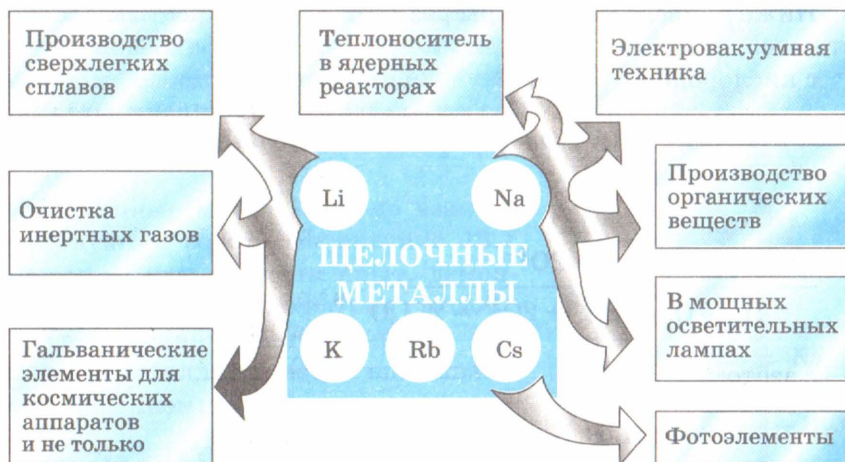 Производство
сверхлегких
сплавов
Теплоноситель
в ядерных
реакторах
Электровакуумная
техника
Очистка
инертных газов
Li
Na
Производство
органических
веществ
ЩЕЛОЧНЫЕ
МЕТАЛЛЫ
K
Rb
Cs
В мощных
осветительных
лампах
Гальванические
элементы для
космических
аппаратов
и не только
Фотоэлементы